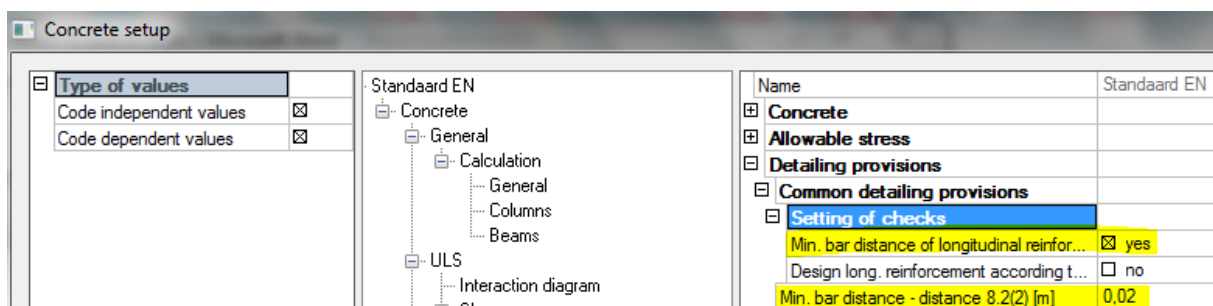 Concrete setup
Type of values
Code independent values
Code dependent values
Standaard EN
Concrete
General
Calculation
General
Columns
Beams
ULS
Interaction diagram
Name Standaard EN
Concrete
Allowable stress
Detailing provisions
Common detailing provisions
Setting of checks
Min. bar distance of longitudinal reinfor... yes
Design long. reinforcement according t... no
Min. bar distance - distance 8.2(2) [m] 0,02